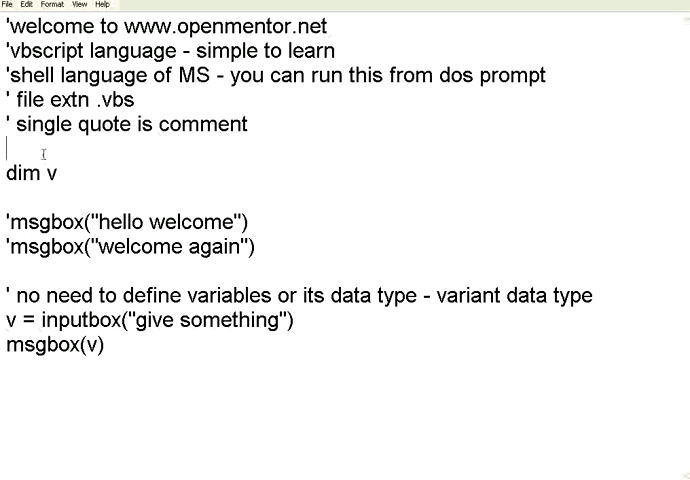 File Edit Format View Help
'welcome to www.openmentor.net
'vbscript language - simple to learn
'shell language of MS - you can run this from dos prompt
' file extn .vbs
' single quote is comment
dim v
'msgbox("hello welcome")
'msgbox("welcome again")
' no need to define variables or its data type - variant data type
v = inputbox("give something")
msgbox(v)